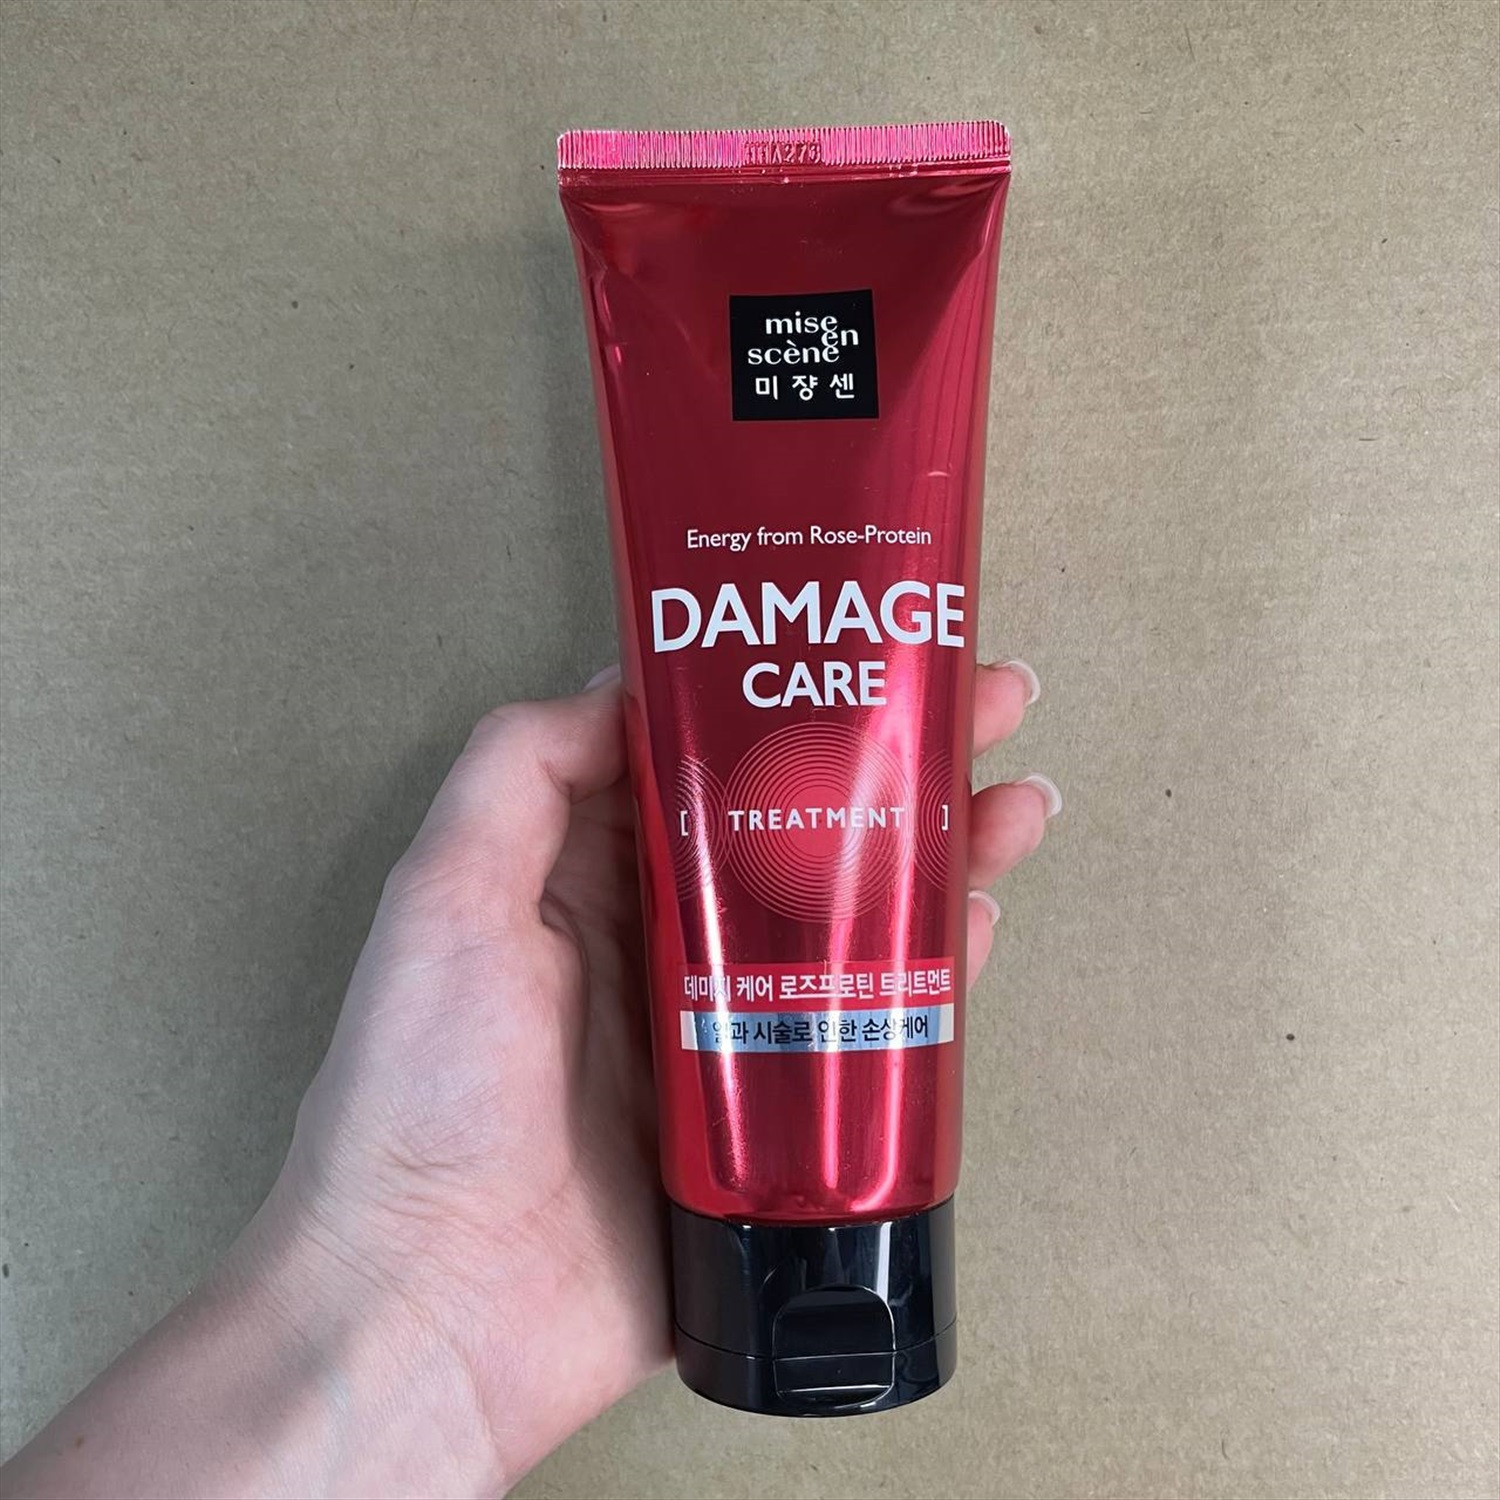 mise
en
scène
미쟝센
Energy from Rose-Protein
DAMAGE
CARE
[ TREATMENT ]
데미지 케어 로즈프로틴 트리트먼트
열과 시술로 인한 손상케어